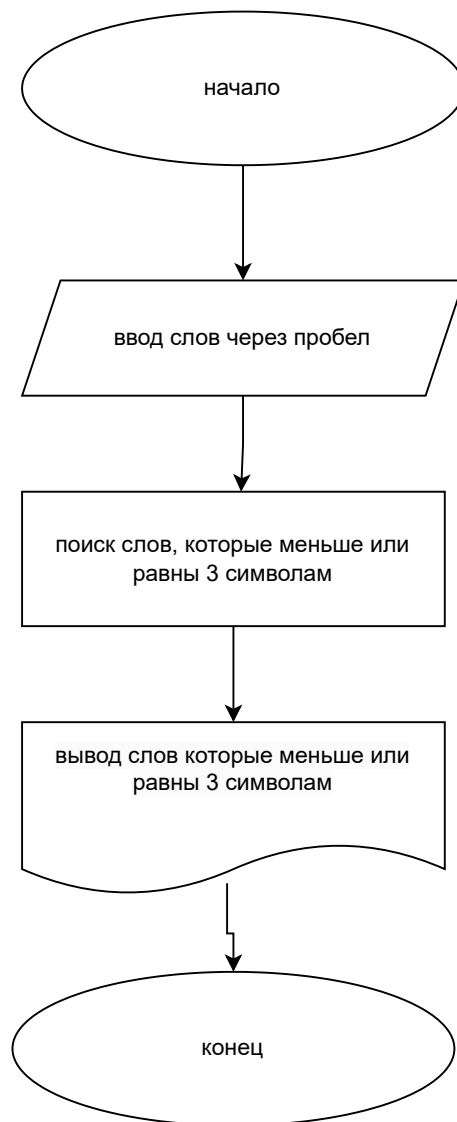 начало
ввод слов через пробел
поиск слов, которые меньше или
равны 3 символам
вывод слов которые меньше или
равны 3 символам
конец